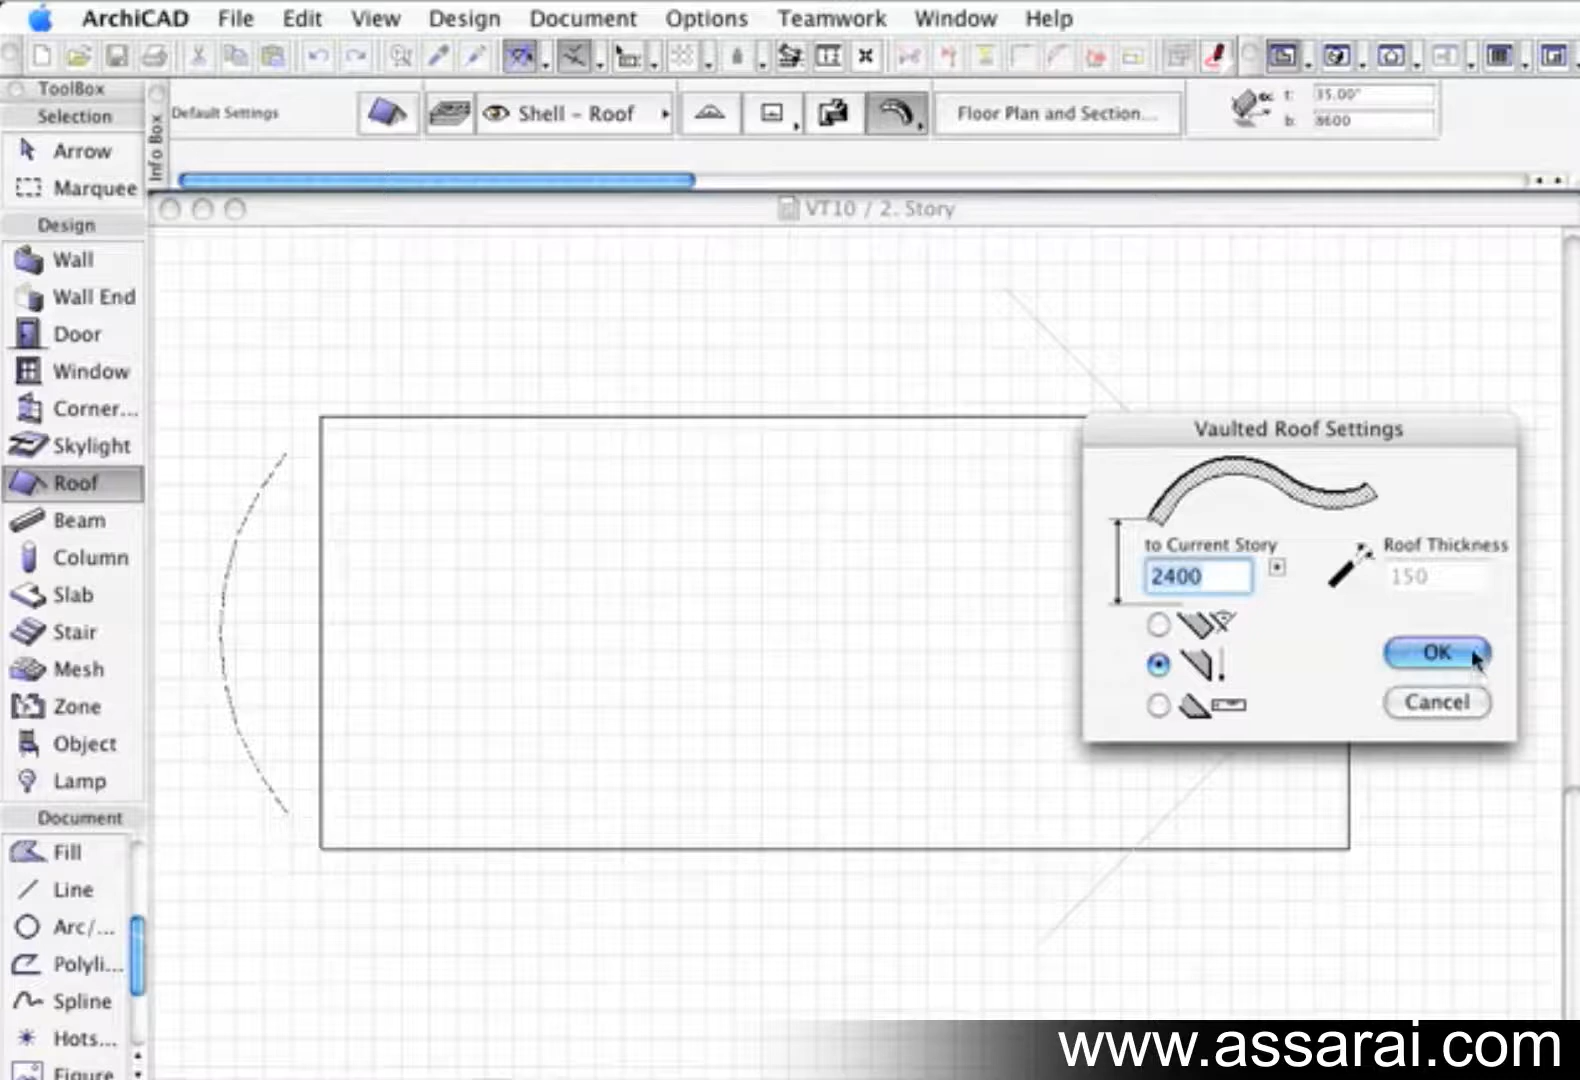 ArchiCAD File Edit View Design Document Options Teamwork Window Help
ToolBox
Selection
Arrow
Marquee
Design
Wall
Wall End
Door
Window
Corner...
Skylight
Roof
Beam
Column
Slab
Stair
Mesh
Zone
Object
Lamp
Document
Fill
Line
Arc/...
Polyli...
Spline
Hots...
Figure
Info Box
Default Settings
Shell - Roof
Floor Plan and Section...
t: 35.00°
b: 8600
VT10 / 2. Story
Vaulted Roof Settings
to Current Story
2400
Roof Thickness
150
OK
Cancel
www.assarai.com